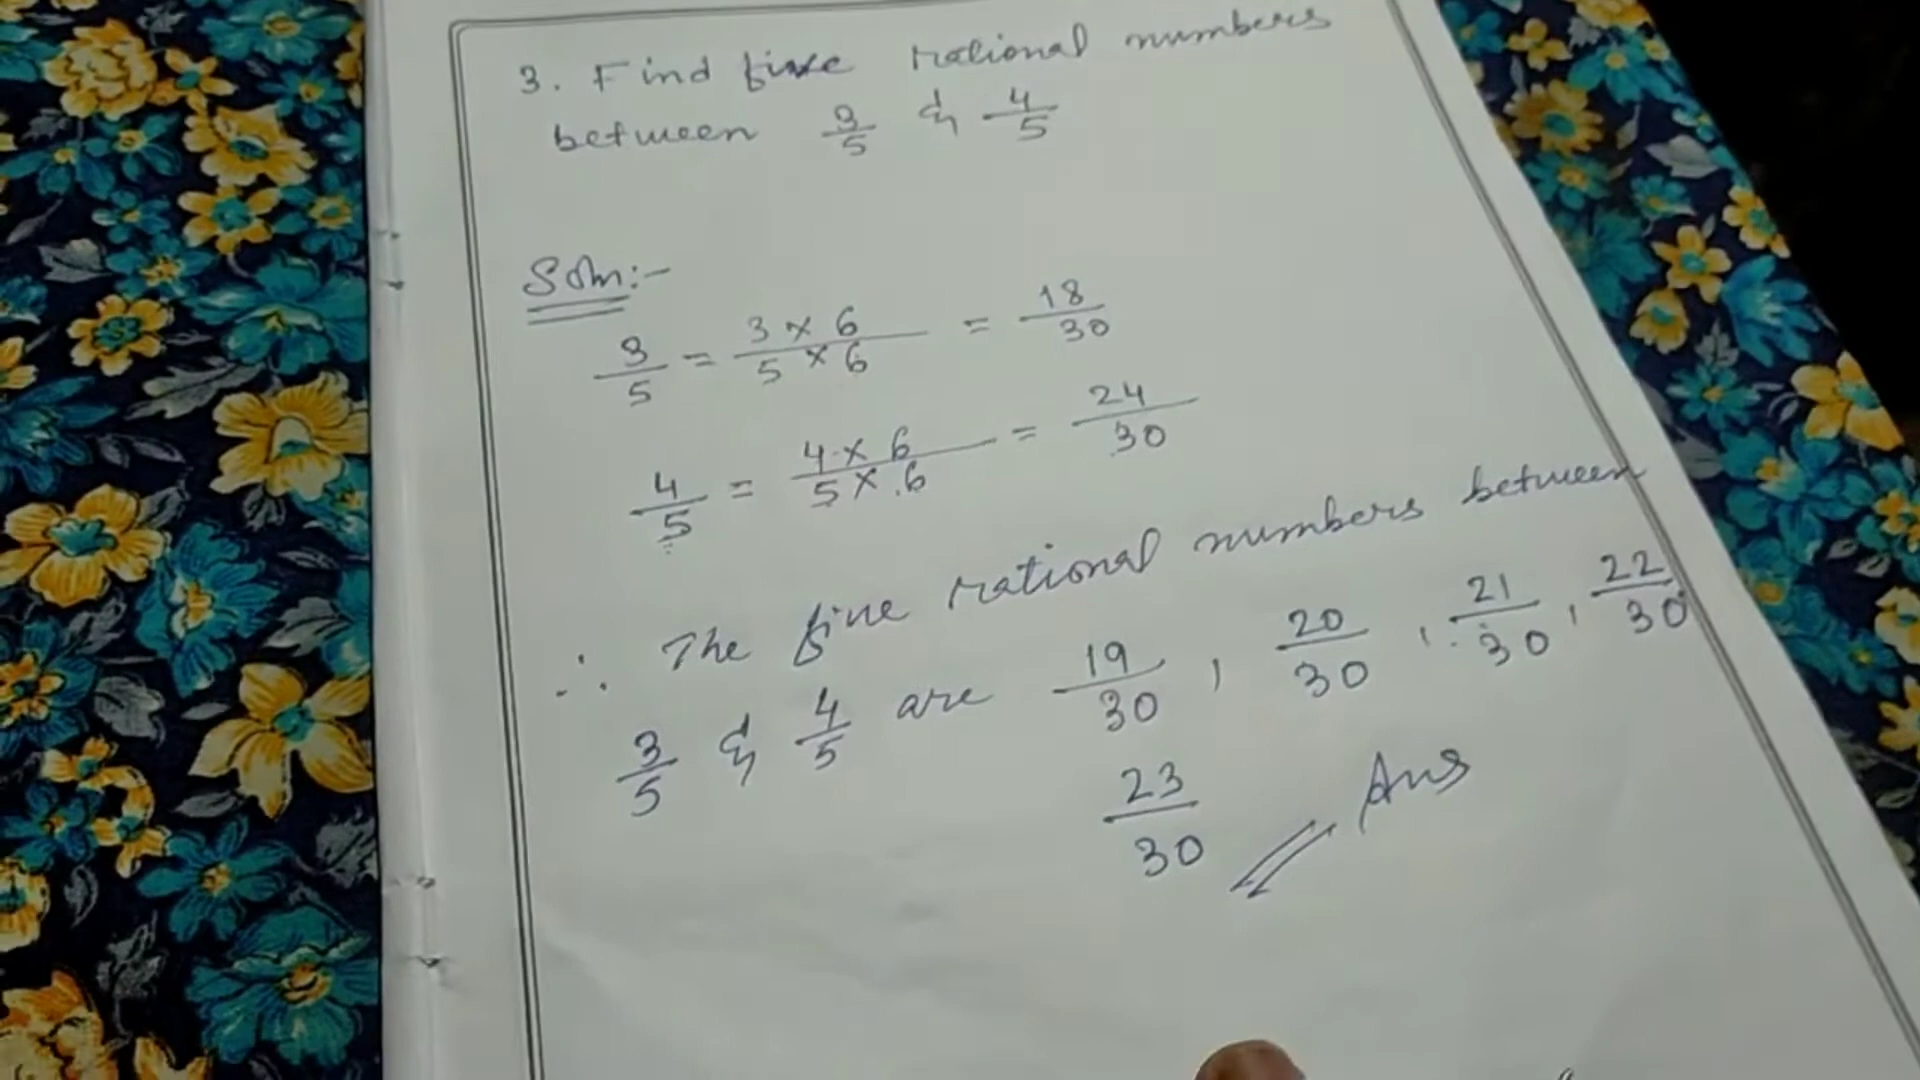 3. Find five rational numbers
between 3/5 & 4/5
Soln:-
3/5 = 3 × 6 / 5 × 6 = 18/30
4/5 = 4 × 6 / 5 × 6 = 24/30
∴ The five rational numbers between
3/5 & 4/5 are 19/30, 20/30, 21/30, 22/30
23/30 Ans